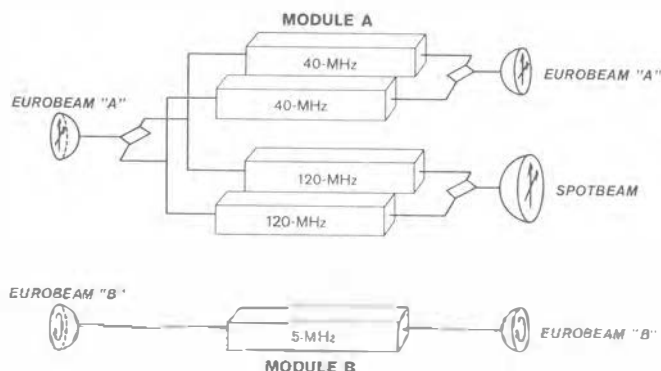 MODULE A
40-MHz
EUROBEAM "A"
EUROBEAM "A"
40-MHz
120-MHz
SPOTBEAM
120-MHz
EUROBEAM "B"
5-MHz
EUROBEAM "B"
MODULE B